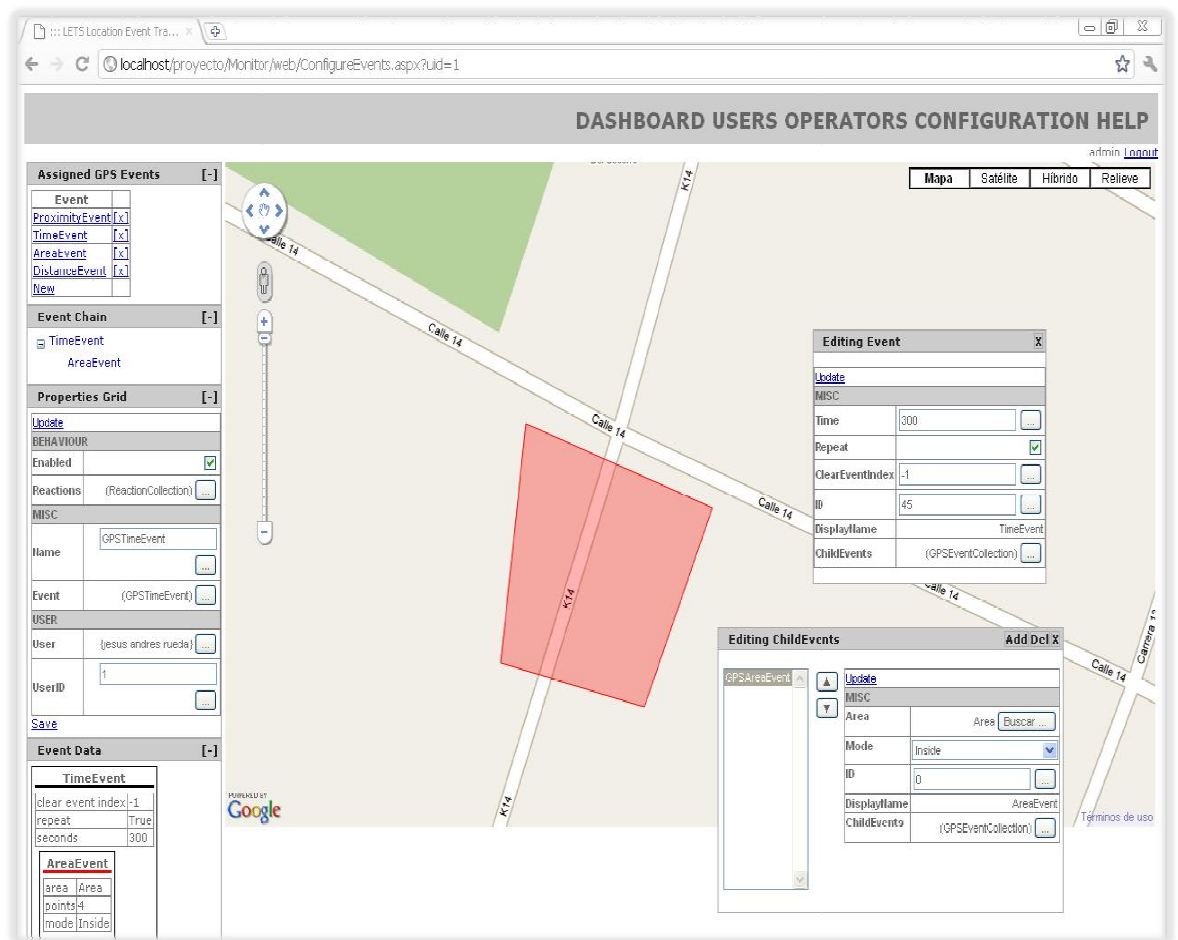 ::: LETS Location Event Tra...
localhost/proyecto/Monitor/web/ConfigureEvents.aspx?uid=1
DASHBOARD USERS OPERATORS CONFIGURATION HELP
admin Logout
Assigned GPS Events [-]
Event
ProximityEvent [x]
TimeEvent [x]
AreaEvent [x]
DistanceEvent [x]
New
Event Chain [-]
TimeEvent
AreaEvent
Properties Grid [-]
Update
BEHAVIOUR
Enabled
Reactions (ReactionCollection) ...
MISC
Name GPSTimeEvent
...
Event (GPSTimeEvent) ...
USER
User {jesus andres rueda} ...
UserID 1
...
Save
Event Data [-]
TimeEvent
clear event index -1
repeat True
seconds 300
AreaEvent
area Area
points 4
mode Inside
Mapa Satélite Híbrido Relieve
K14
Calle 14
Calle 14
Calle 14
Calle 14
K14
Calle 14
Calle 14
Carrera 13
K14
POWERED BY
Google
Términos de uso
Editing Event X
Update
MISC
Time 300 ...
Repeat
ClearEventIndex -1 ...
ID 45 ...
DisplayName TimeEvent
ChildEvents (GPSEventCollection) ...
Editing ChildEvents Add Del X
GPSAreaEvent
Update
MISC
Area Area Buscar ...
Mode Inside
ID 0 ...
DisplayName AreaEvent
ChildEvents (GPSEventCollection) ...